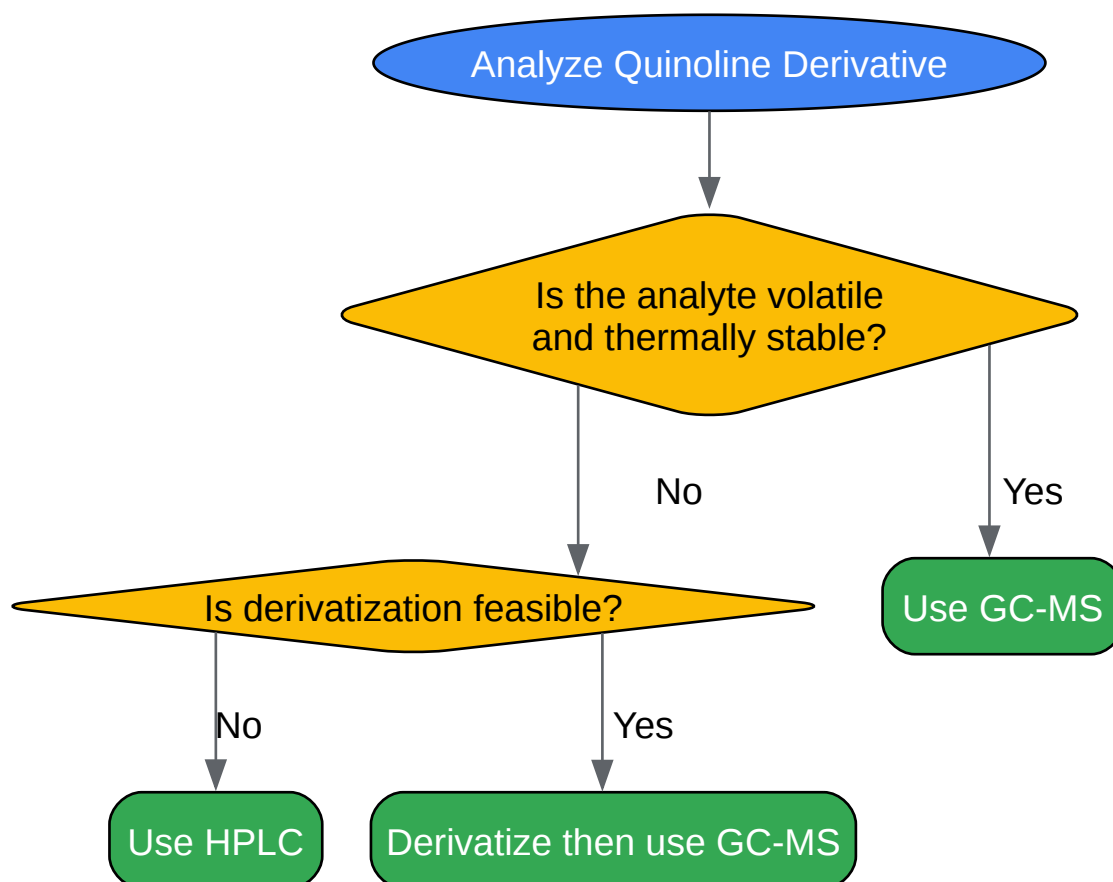 Analyze Quinoline Derivative
Is the analyte volatile
and thermally stable?
No
Yes
Is derivatization feasible?
Use GC-MS
No
Yes
Use HPLC
Derivatize then use GC-MS